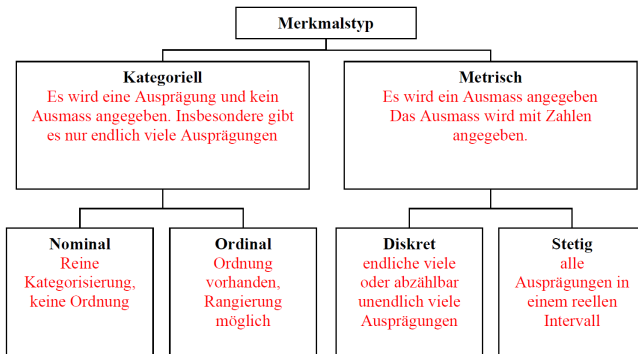 Merkmalstyp
Kategoriell
Es wird eine Ausprägung und kein
Ausmass angegeben. Insbesondere gibt
es nur endlich viele Ausprägungen
Metrisch
Es wird ein Ausmass angegeben
Das Ausmass wird mit Zahlen
angegeben.
Nominal
Reine
Kategorisierung,
keine Ordnung
Ordinal
Ordnung
vorhanden,
Rangierung
möglich
Diskret
endliche viele
oder abzählbar
unendlich viele
Ausprägungen
Stetig
alle
Ausprägungen in
einem reellen
Intervall